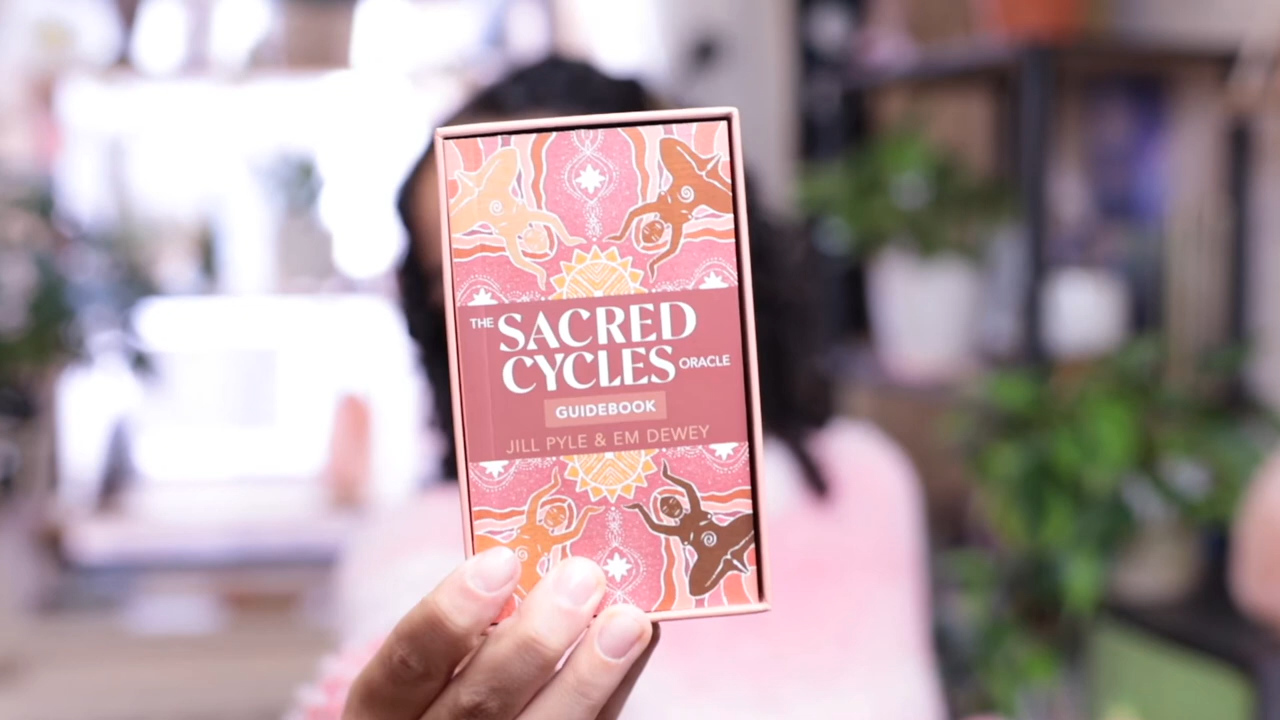 THE SACRED
CYCLES ORACLE
GUIDEBOOK
JILL PYLE & EM DEWEY